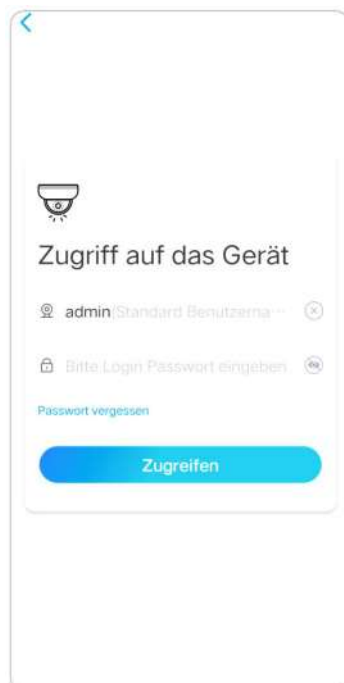 Zugriff auf das Gerät
admin(Standard Benutzerna···
Bitte Login Passwort eingeben
Passwort vergessen
Zugreifen